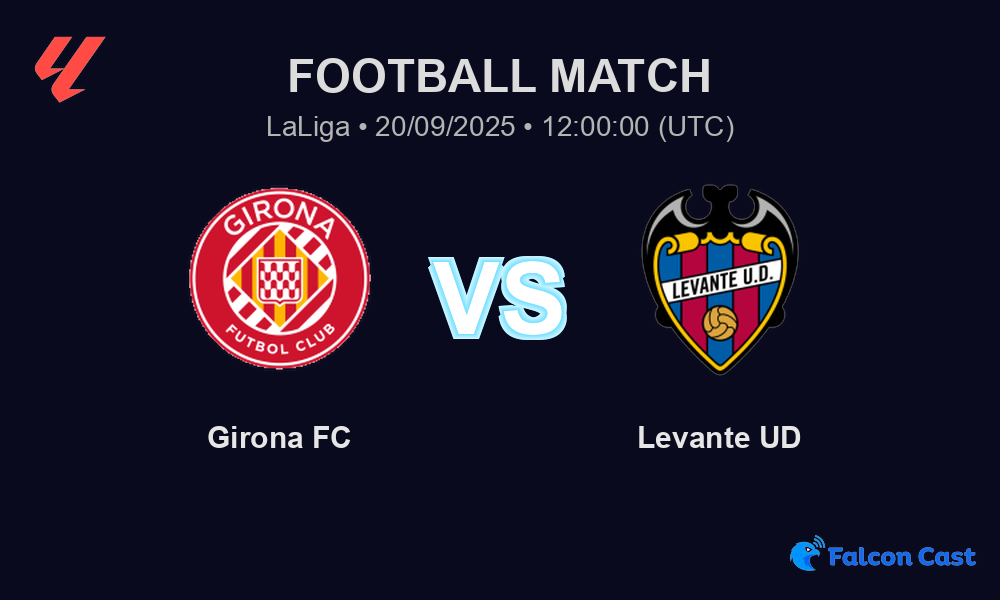 FOOTBALL MATCH
LaLiga • 20/09/2025 • 12:00:00 (UTC)
GIRONA
FUTBOL CLUB
VS
LEVANTE U.D.
Girona FC
Levante UD
Falcon Cast